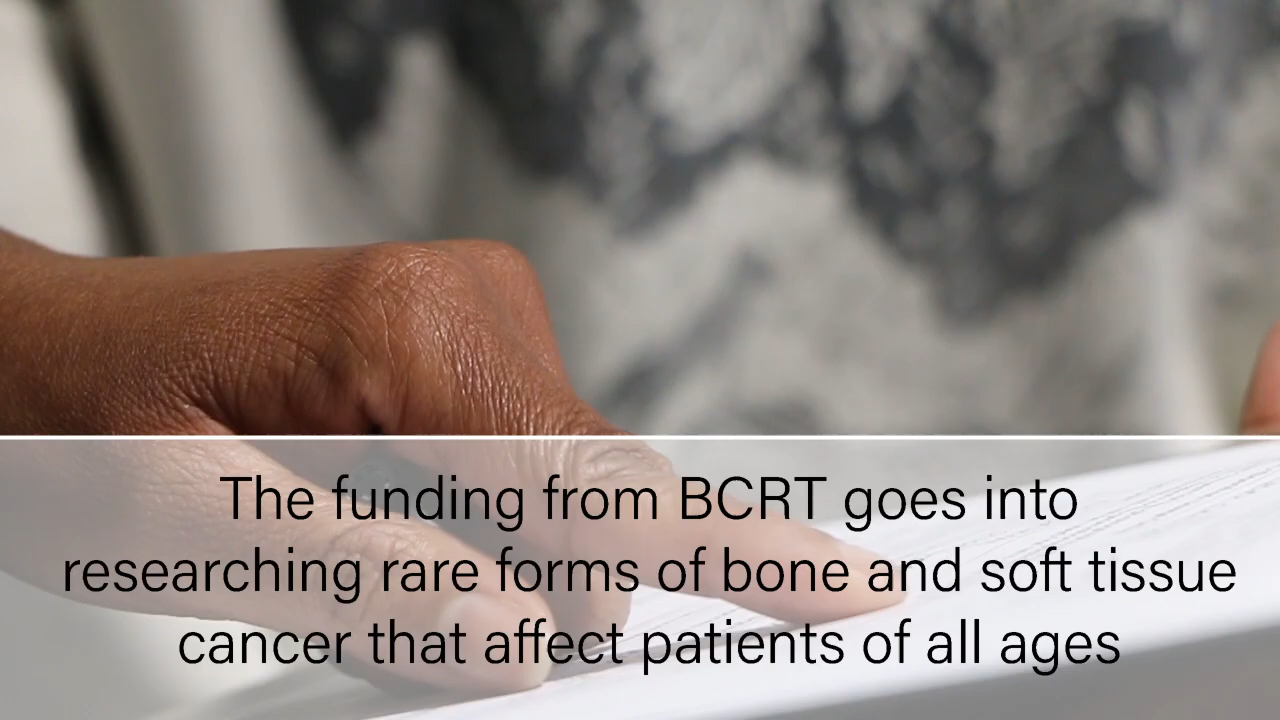 The funding from BCRT goes into
researching rare forms of bone and soft tissue
cancer that affect patients of all ages